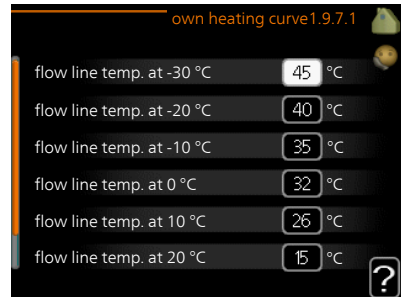 own heating curve1.9.7.1
flow line temp. at -30 °C 45 °C
flow line temp. at -20 °C 40 °C
flow line temp. at -10 °C 35 °C
flow line temp. at 0 °C 32 °C
flow line temp. at 10 °C 26 °C
flow line temp. at 20 °C 15 °C
?